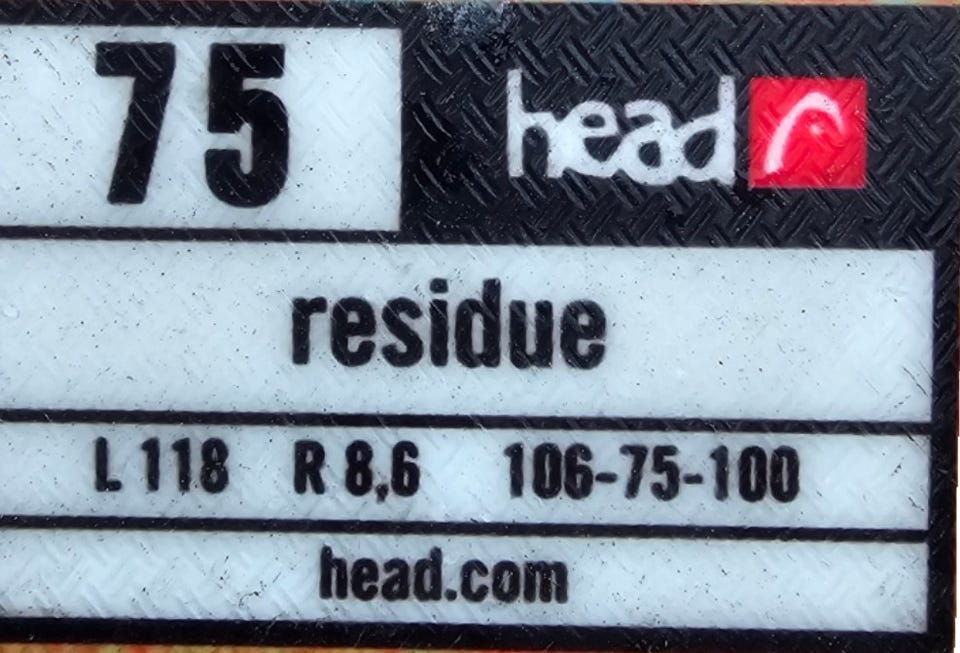 75 head
residue
L 118 R 8,6 106-75-100
head.com